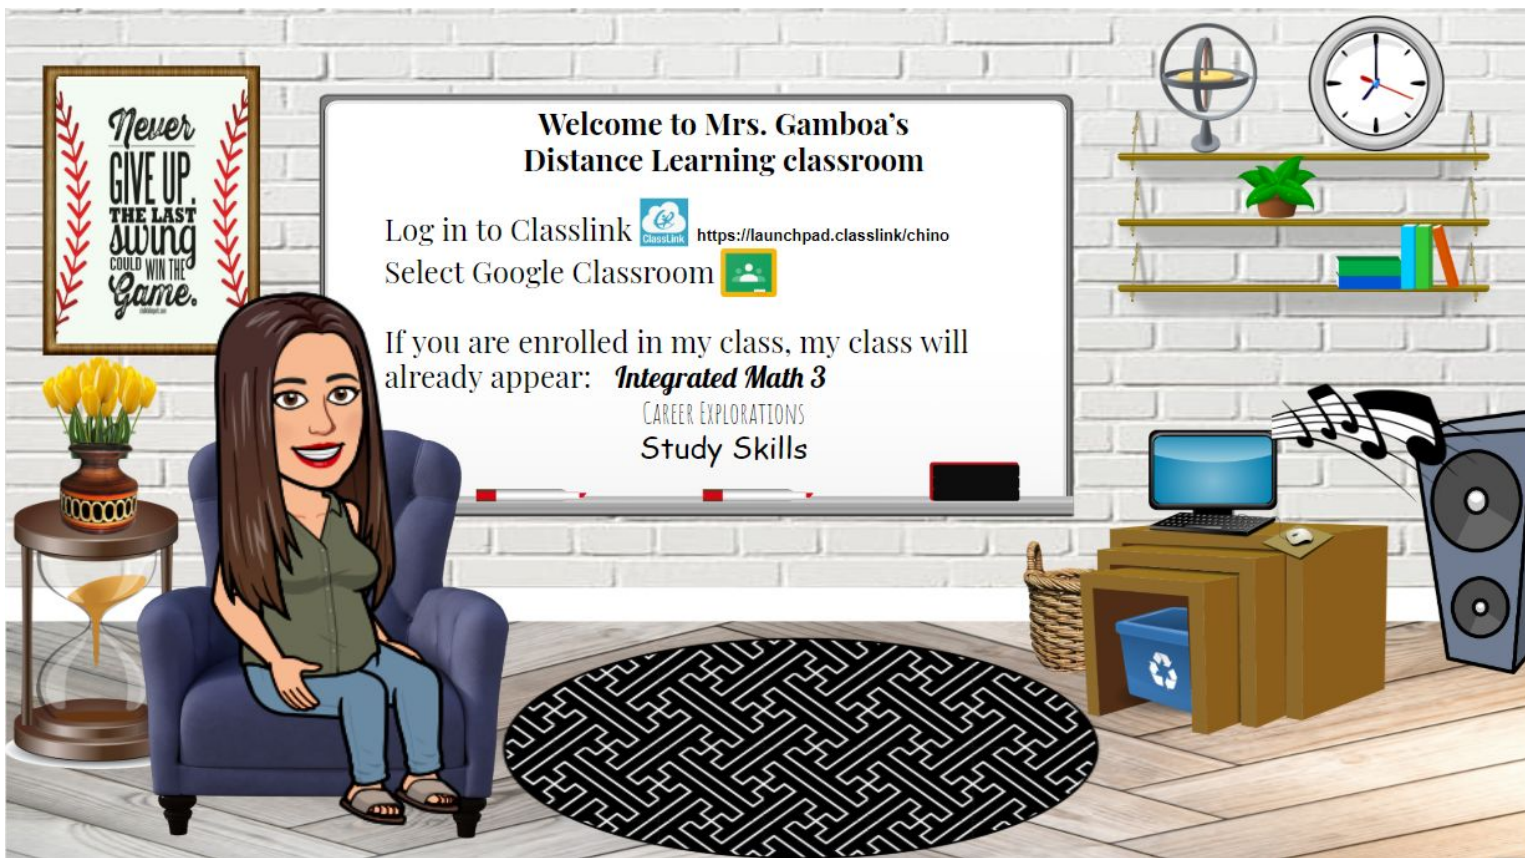 Never
GIVE UP.
THE LAST
swing
COULD WIN THE
Game.
Welcome to Mrs. Gamboa's
Distance Learning classroom
Log in to Classlink ClassLink https://launchpad.classlink/chino
Select Google Classroom
If you are enrolled in my class, my class will
already appear: Integrated Math 3
CAREER EXPLORATIONS
Study Skills